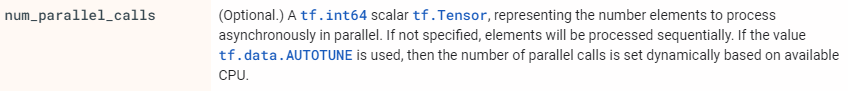 num_parallel_calls (Optional.) A tf.int64 scalar tf.Tensor, representing the number elements to process
asynchronously in parallel. If not specified, elements will be processed sequentially. If the value
tf.data.AUTOTUNE is used, then the number of parallel calls is set dynamically based on available
CPU.